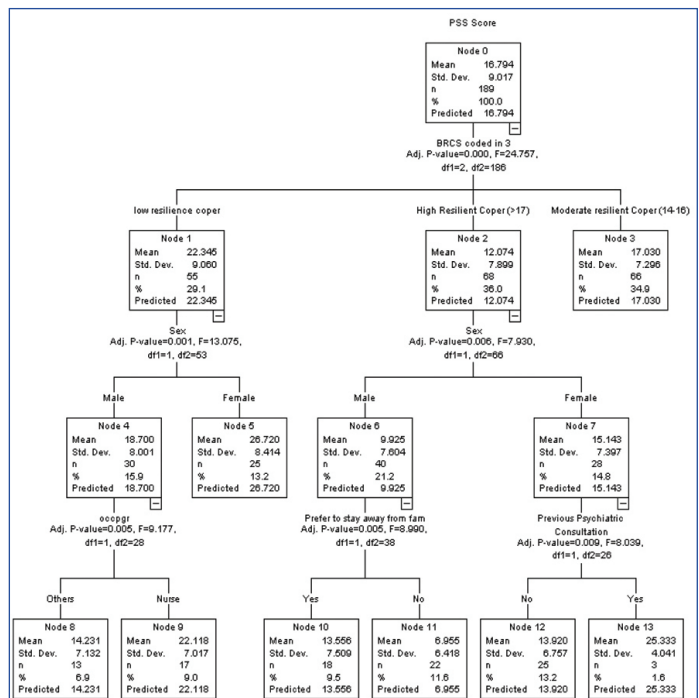 PSS Score
Node 0
Mean 16.794
Std. Dev. 9.017
n 189
% 100.0
Predicted 16.794
BRCS coded in 3
Adj. P-value=0.000, F=24.757,
df1=2, df2=186
low resilience coper
High Resilient Coper (>17)
Moderate resilient Coper (14-16)
Node 1
Mean 22.345
Std. Dev. 9.060
n 55
% 29.1
Predicted 22.345
Node 2
Mean 12.074
Std. Dev. 7.899
n 68
% 36.0
Predicted 12.074
Node 3
Mean 17.030
Std. Dev. 7.296
n 66
% 34.9
Predicted 17.030
Sex
Adj. P-value=0.001, F=13.075,
df1=1, df2=53
Sex
Adj. P-value=0.006, F=7.930,
df1=1, df2=66
Male
Female
Male
Female
Node 4
Mean 18.700
Std. Dev. 8.001
n 30
% 15.9
Predicted 18.700
Node 5
Mean 26.720
Std. Dev. 8.414
n 25
% 13.2
Predicted 26.720
Node 6
Mean 9.925
Std. Dev. 7.604
n 40
% 21.2
Predicted 9.925
Node 7
Mean 15.143
Std. Dev. 7.397
n 28
% 14.8
Predicted 15.143
occpgr
Adj. P-value=0.005, F=9.177,
df1=1, df2=28
Prefer to stay away from fam
Adj. P-value=0.005, F=8.990,
df1=1, df2=38
Previous Psychiatric
Consultation
Adj. P-value=0.009, F=8.039,
df1=1, df2=26
Others
Nurse
Yes
No
No
Yes
Node 8
Mean 14.231
Std. Dev. 7.132
n 13
% 6.9
Predicted 14.231
Node 9
Mean 22.118
Std. Dev. 7.017
n 17
% 9.0
Predicted 22.118
Node 10
Mean 13.556
Std. Dev. 7.509
n 18
% 9.5
Predicted 13.556
Node 11
Mean 6.955
Std. Dev. 6.418
n 22
% 11.6
Predicted 6.955
Node 12
Mean 13.920
Std. Dev. 6.757
n 25
% 13.2
Predicted 13.920
Node 13
Mean 25.333
Std. Dev. 4.041
n 3
% 1.6
Predicted 25.333